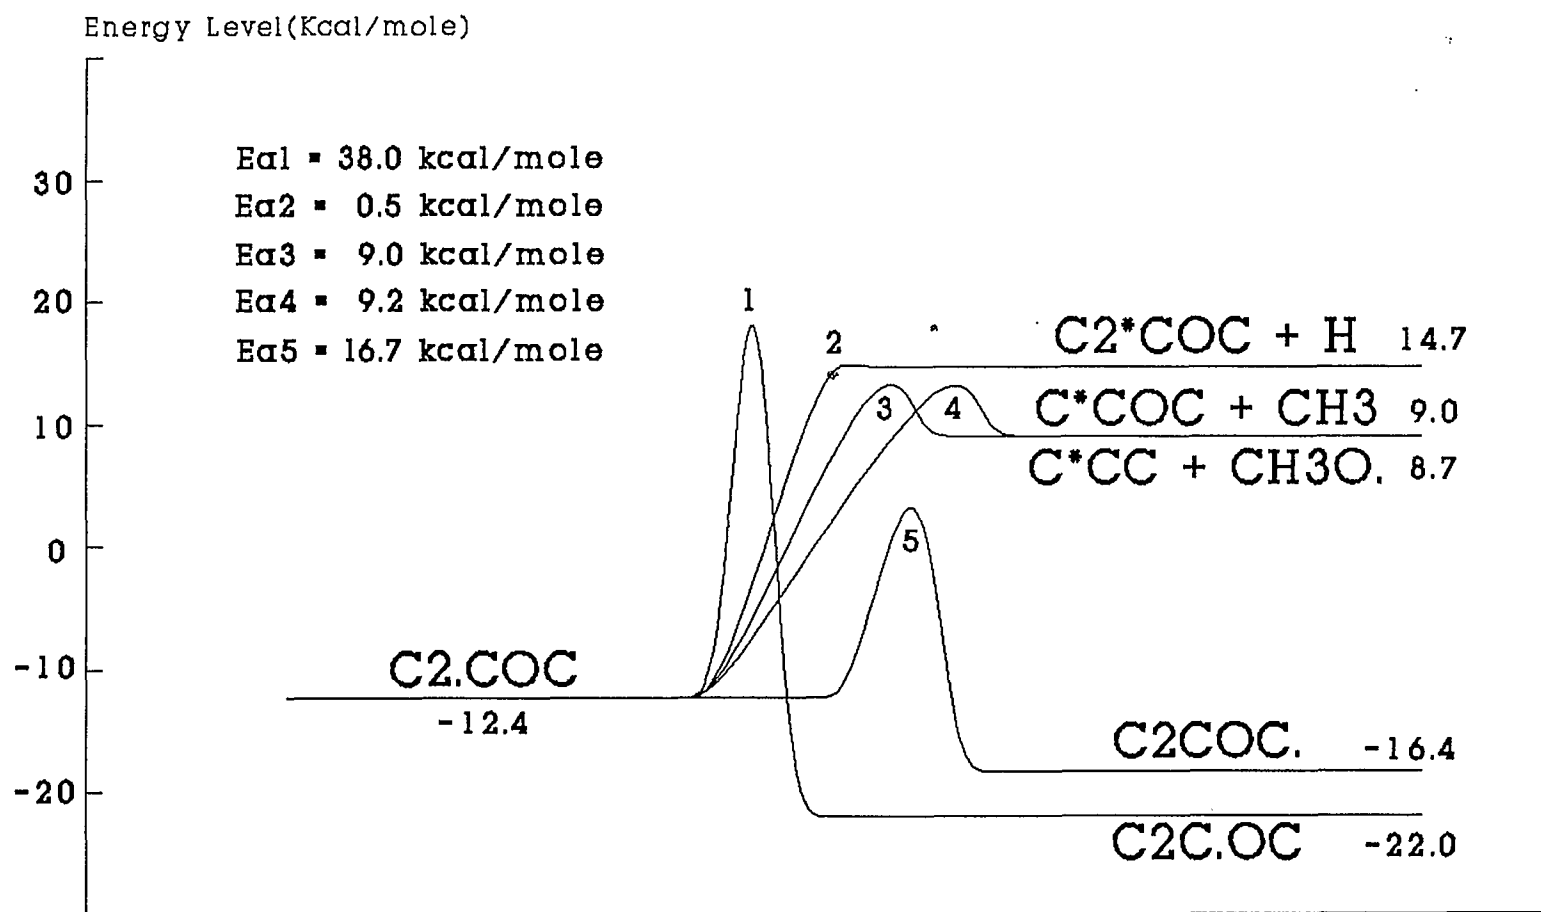 Energy Level(Kcal/mole)
Ea1 = 38.0 kcal/mole
30
Ea2 = 0.5 kcal/mole
Ea3 = 9.0 kcal/mole
20
Ea4 = 9.2 kcal/mole
1
Ea5 = 16.7 kcal/mole
2
C2*COC + H 14.7
3
4
C*COC + CH3 9.0
10
C*CC + CH3O. 8.7
5
0
-10
C2.COC
-12.4
C2COC. -16.4
-20
C2C.OC -22.0